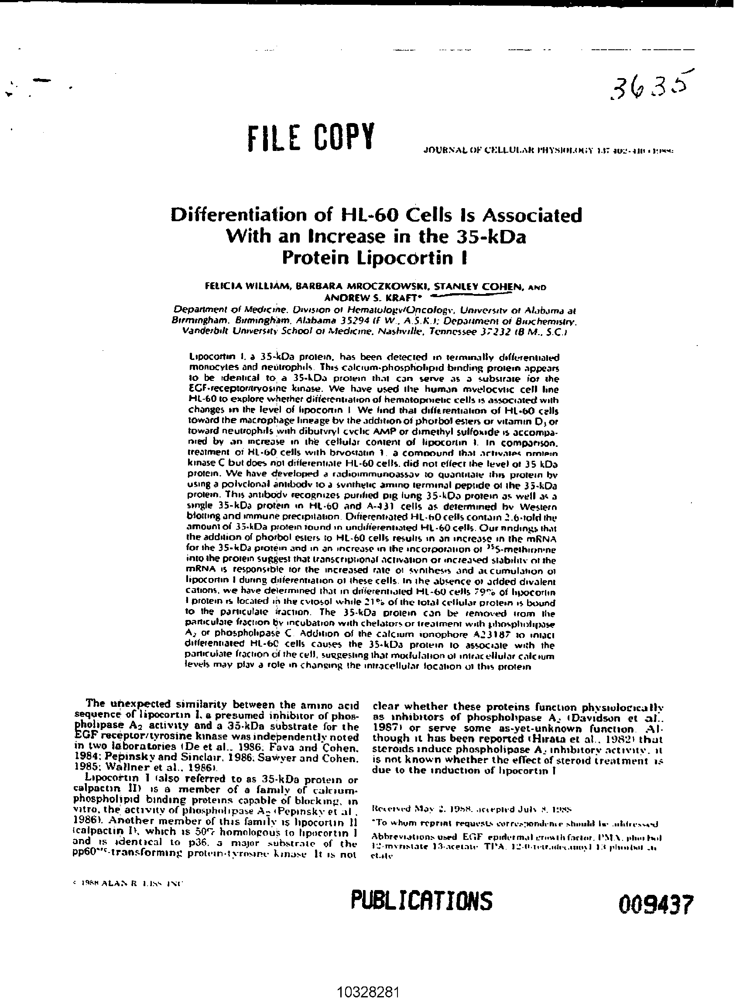 3635
FILE COPY
JOURNAL OF CELLULAR PHYSIOLOGY 137:402-410 (1988)
Differentiation of HL-60 Cells Is Associated
With an Increase in the 35-kDa
Protein Lipocortin I
FELICIA WILLIAM, BARBARA MROCZKOWSKI, STANLEY COHEN, AND
ANDREW S. KRAFT*
Department of Medicine, Division of Hematology/Oncology, University of Alabama at
Birmingham, Birmingham, Alabama 35294 (F.W., A.S.K.); Department of Biochemistry,
Vanderbilt University School of Medicine, Nashville, Tennessee 37232 (B.M., S.C.)
Lipocortin I, a 35-kDa protein, has been detected in terminally differentiated
monocytes and neutrophils. This calcium-phospholipid binding protein appears
to be identical to a 35-kDa protein that can serve as a substrate for the
EGF-receptor/tryosine kinase. We have used the human myelocytic cell line
HL-60 to explore whether differentiation of hematopoietic cells is associated with
changes in the level of lipocortin I. We find that differentiation of HL-60 cells
toward the macrophage lineage by the addition of phorbol esters or vitamin D₃ or
toward neutrophils with dibutyryl cyclic AMP or dimethyl sulfoxide is accompa-
nied by an increase in the cellular content of lipocortin I. In comparison,
treatment of HL-60 cells with bryostatin 1, a compound that activates protein
kinase C but does not differentiate HL-60 cells, did not effect the level of 35 kDa
protein. We have developed a radioimmunoassay to quantitate this protein by
using a polyclonal antibody to a synthetic amino terminal peptide of the 35-kDa
protein. This antibody recognizes purified pig lung 35-kDa protein as well as a
single 35-kDa protein in HL-60 and A-431 cells as determined by Western
blotting and immune precipitation. Differentiated HL-60 cells contain 2.6-fold the
amount of 35-kDa protein found in undifferentiated HL-60 cells. Our findings that
the addition of phorbol esters to HL-60 cells results in an increase in the mRNA
for the 35-kDa protein and in an increase in the incorporation of ³⁵S-methionine
into the protein suggest that transcriptional activation or increased stability of the
mRNA is responsible for the increased rate of synthesis and accumulation of
lipocortin I during differentiation of these cells. In the absence of added divalent
cations, we have determined that in differentiated HL-60 cells 79% of lipocortin
I protein is located in the cytosol while 21% of the total cellular protein is bound
to the particulate fraction. The 35-kDa protein can be removed from the
particulate fraction by incubation with chelators or treatment with phospholipase
A₂ or phospholipase C. Addition of the calcium ionophore A23187 to intact
differentiated HL-60 cells causes the 35-kDa protein to associate with the
particulate fraction of the cell, suggesting that modulation of intracellular calcium
levels may play a role in changing the intracellular location of this protein
The unexpected similarity between the amino acid
sequence of lipocortin I, a presumed inhibitor of phos-
pholipase A₂ activity and a 35-kDa substrate for the
EGF receptor/tyrosine kinase was independently noted
in two laboratories (De et al., 1986, Fava and Cohen,
1984; Pepinsky and Sinclair, 1986, Sawyer and Cohen,
1985; Wallner et al., 1986).
Lipocortin I (also referred to as 35-kDa protein or
calpactin II) is a member of a family of calcium-
phospholipid binding proteins capable of blocking, in
vitro, the activity of phospholipase A₂ (Pepinsky et al.,
1986). Another member of this family is lipocortin II
(calpactin I), which is 50% homologous to lipocortin I
and is identical to p36, a major substrate of the
pp60ᵛ⁻ˢʳᶜ-transforming protein-tyrosine kinase It is not
clear whether these proteins function physiologically
as inhibitors of phospholipase A₂ (Davidson et al.,
1987) or serve some as-yet-unknown function. Al-
though it has been reported (Hirata et al., 1982) that
steroids induce phospholipase A₂ inhibitory activity, it
is not known whether the effect of steroid treatment is
due to the induction of lipocortin I
Received May 2, 1988, accepted July 8, 1988
*To whom reprint requests/correspondence should be addressed
Abbreviations used EGF epidermal growth factor, PMA, phorbol
12-myristate 13-acetate TPA, 12-0-tetradecanoyl 13 phorbol ac
etate
© 1988 ALAN R. LISS INC
PUBLICATIONS
009437
10328281